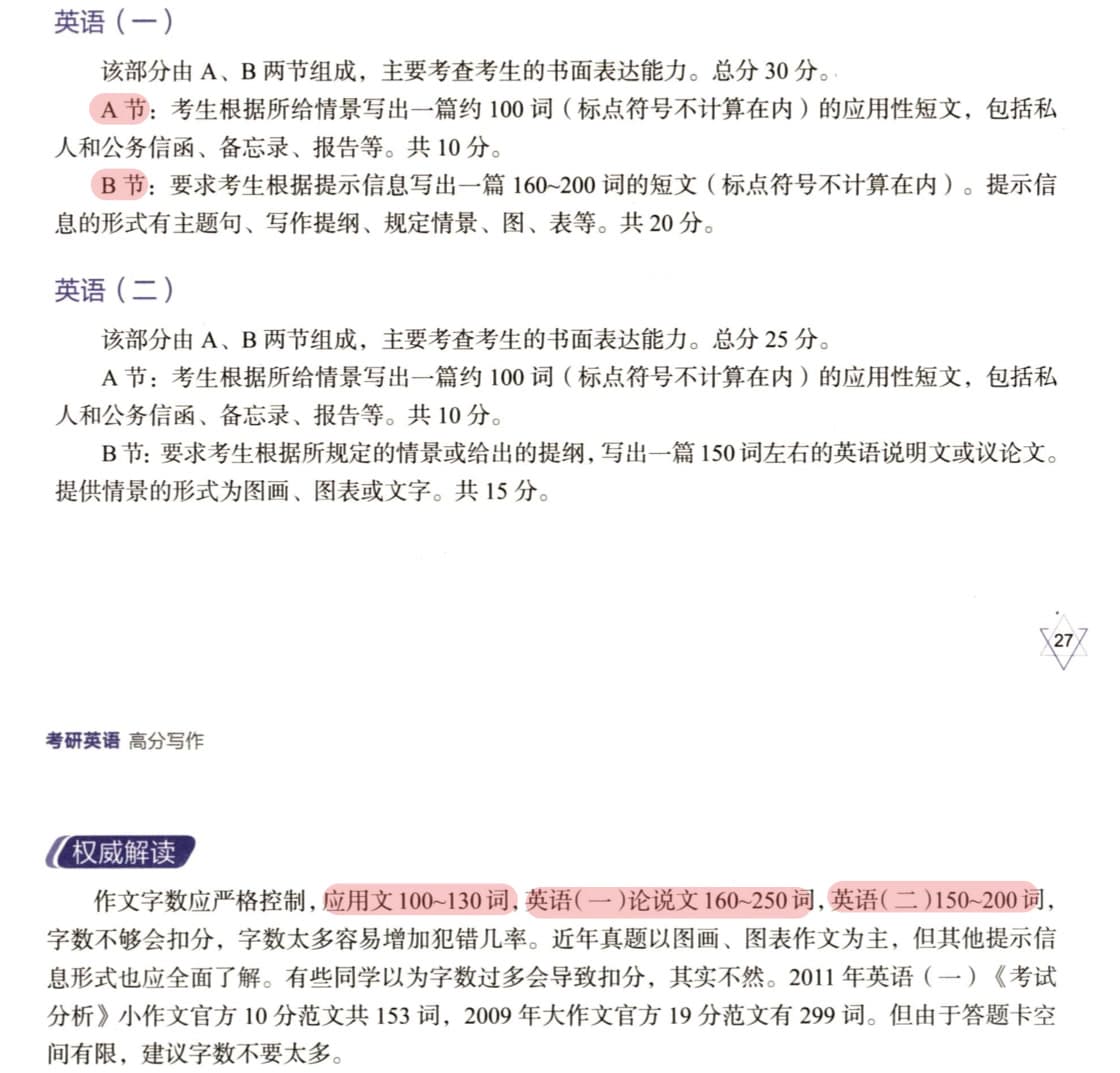 英语（一）
该部分由 A、B 两节组成，主要考查考生的书面表达能力。总分 30 分。
A 节：考生根据所给情景写出一篇约 100 词（标点符号不计算在内）的应用性短文，包括私
人和公务信函、备忘录、报告等。共 10 分。
B 节：要求考生根据提示信息写出一篇 160~200 词的短文（标点符号不计算在内）。提示信
息的形式有主题句、写作提纲、规定情景、图、表等。共 20 分。
英语（二）
该部分由 A、B 两节组成，主要考查考生的书面表达能力。总分 25 分。
A 节：考生根据所给情景写出一篇约 100 词（标点符号不计算在内）的应用性短文，包括私
人和公务信函、备忘录、报告等。共 10 分。
B 节：要求考生根据所规定的情景或给出的提纲，写出一篇 150 词左右的英语说明文或议论文。
提供情景的形式为图画、图表或文字。共 15 分。
27
考研英语 高分写作
权威解读
作文字数应严格控制，应用文 100~130 词，英语（一）论说文 160~250 词，英语（二）150~200 词，
字数不够会扣分，字数太多容易增加犯错几率。近年真题以图画、图表作文为主，但其他提示信
息形式也应全面了解。有些同学以为字数过多会导致扣分，其实不然。2011 年英语（一）《考试
分析》小作文官方 10 分范文共 153 词，2009 年大作文官方 19 分范文有 299 词。但由于答题卡空
间有限，建议字数不要太多。